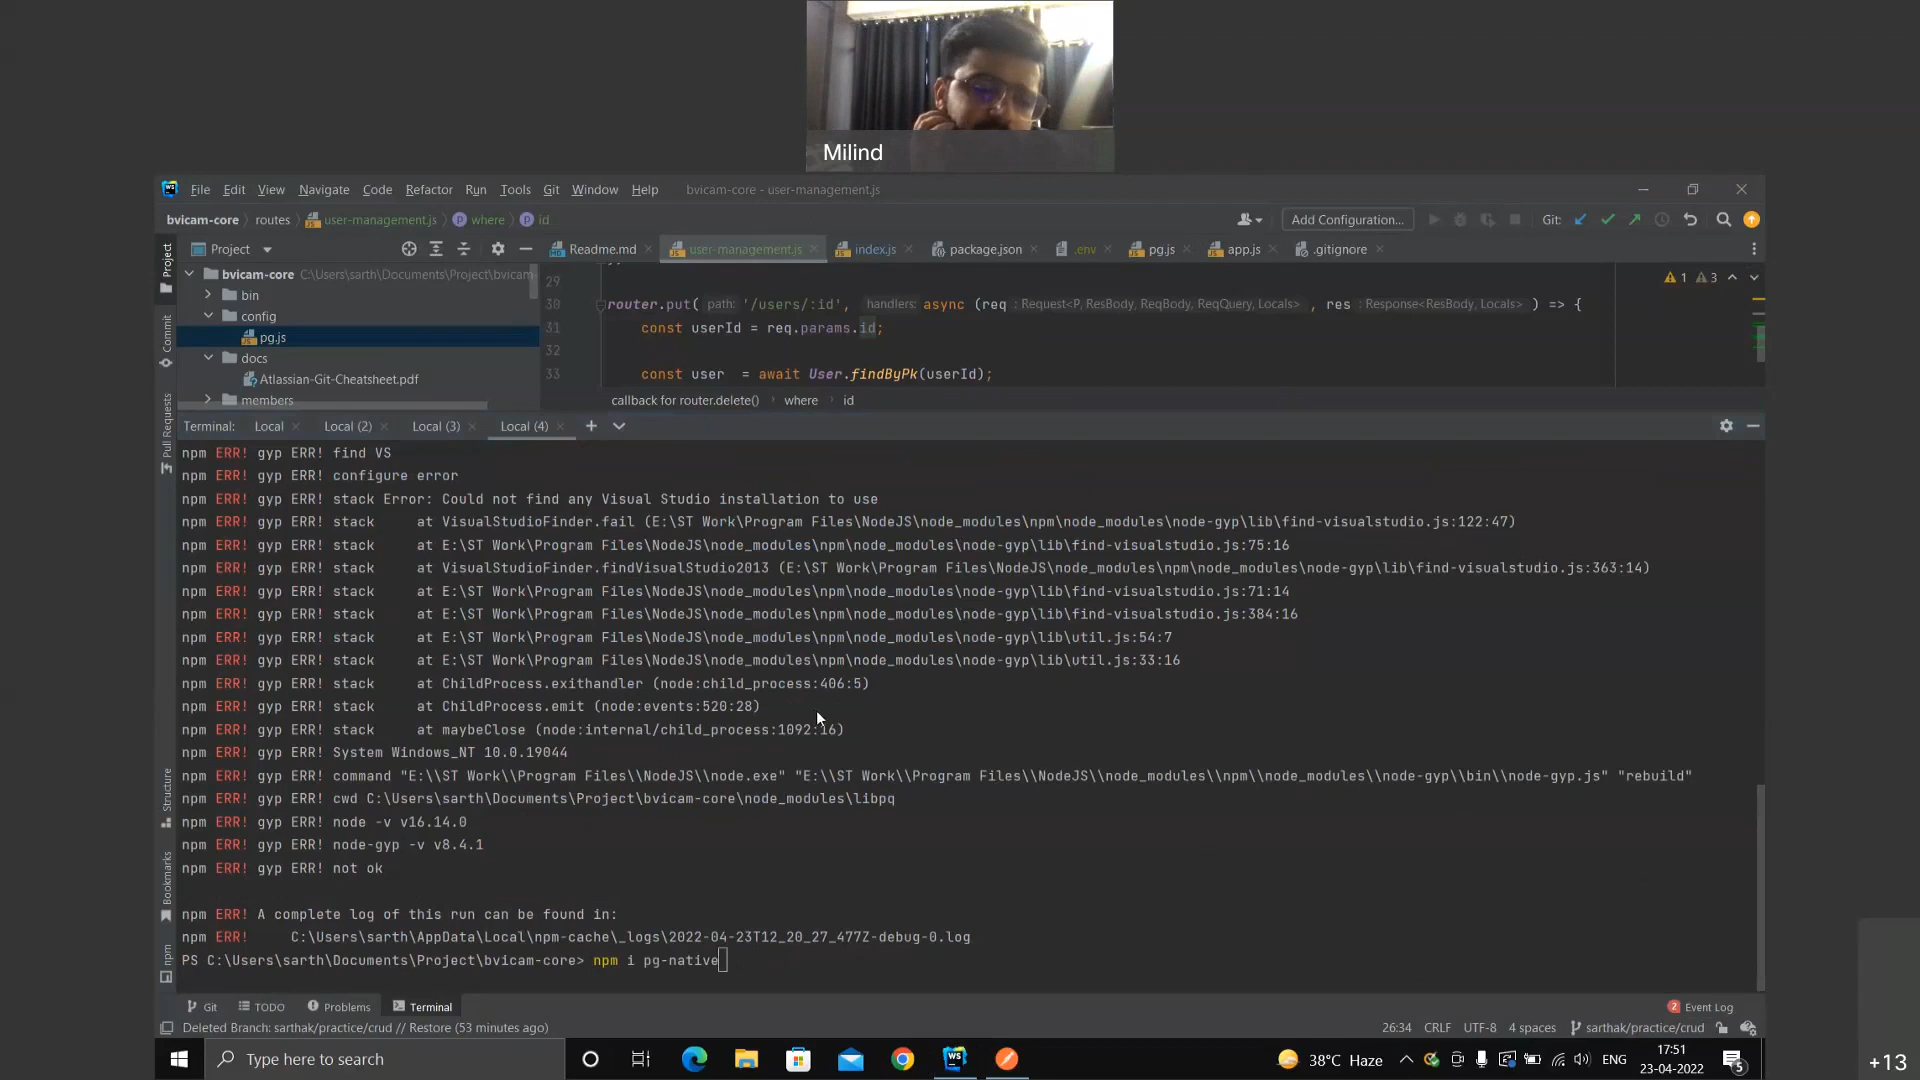 Milind
File Edit View Navigate Code Refactor Run Tools Git Window Help bvicam-core - user-management.js
bvicam-core routes user-management.js where id Add Configuration... Git:
Project Readme.md user-management.js index.js package.json .env pg.js app.js .gitignore
bvicam-core C:\Users\sarth\Documents\Project\bvicam-
bin
config
pg.js
docs
Atlassian-Git-Cheatsheet.pdf
members
29
30 router.put( path: '/users/:id', handlers: async (req : Request<P, ResBody, ReqBody, ReqQuery, Locals> , res : Response<ResBody, Locals> ) => {
31 const userId = req.params.id;
32
33 const user = await User.findByPk(userId);
1 3
callback for router.delete() where id
Project
Commit
Pull Requests
Structure
Bookmarks
npm
Terminal: Local Local (2) Local (3) Local (4)
npm ERR! gyp ERR! find VS
npm ERR! gyp ERR! configure error
npm ERR! gyp ERR! stack Error: Could not find any Visual Studio installation to use
npm ERR! gyp ERR! stack     at VisualStudioFinder.fail (E:\ST Work\Program Files\NodeJS\node_modules\npm\node_modules\node-gyp\lib\find-visualstudio.js:122:47)
npm ERR! gyp ERR! stack     at E:\ST Work\Program Files\NodeJS\node_modules\npm\node_modules\node-gyp\lib\find-visualstudio.js:75:16
npm ERR! gyp ERR! stack     at VisualStudioFinder.findVisualStudio2013 (E:\ST Work\Program Files\NodeJS\node_modules\npm\node_modules\node-gyp\lib\find-visualstudio.js:363:14)
npm ERR! gyp ERR! stack     at E:\ST Work\Program Files\NodeJS\node_modules\npm\node_modules\node-gyp\lib\find-visualstudio.js:71:14
npm ERR! gyp ERR! stack     at E:\ST Work\Program Files\NodeJS\node_modules\npm\node_modules\node-gyp\lib\find-visualstudio.js:384:16
npm ERR! gyp ERR! stack     at E:\ST Work\Program Files\NodeJS\node_modules\npm\node_modules\node-gyp\lib\util.js:54:7
npm ERR! gyp ERR! stack     at E:\ST Work\Program Files\NodeJS\node_modules\npm\node_modules\node-gyp\lib\util.js:33:16
npm ERR! gyp ERR! stack     at ChildProcess.exithandler (node:child_process:406:5)
npm ERR! gyp ERR! stack     at ChildProcess.emit (node:events:520:28)
npm ERR! gyp ERR! stack     at maybeClose (node:internal/child_process:1092:16)
npm ERR! gyp ERR! System Windows_NT 10.0.19044
npm ERR! gyp ERR! command "E:\\ST Work\\Program Files\\NodeJS\\node.exe" "E:\\ST Work\\Program Files\\NodeJS\\node_modules\\npm\\node_modules\\node-gyp\\bin\\node-gyp.js" "rebuild"
npm ERR! gyp ERR! cwd C:\Users\sarth\Documents\Project\bvicam-core\node_modules\libpq
npm ERR! gyp ERR! node -v v16.14.0
npm ERR! gyp ERR! node-gyp -v v8.4.1
npm ERR! gyp ERR! not ok
npm ERR! A complete log of this run can be found in:
npm ERR!     C:\Users\sarth\AppData\Local\npm-cache\_logs\2022-04-23T12_20_27_477Z-debug-0.log
PS C:\Users\sarth\Documents\Project\bvicam-core> npm i pg-native
Git TODO Problems Terminal 2 Event Log
Deleted Branch: sarthak/practice/crud // Restore (53 minutes ago) 26:34 CRLF UTF-8 4 spaces sarthak/practice/crud
Type here to search 38°C Haze ENG 17:51
23-04-2022
5
+13